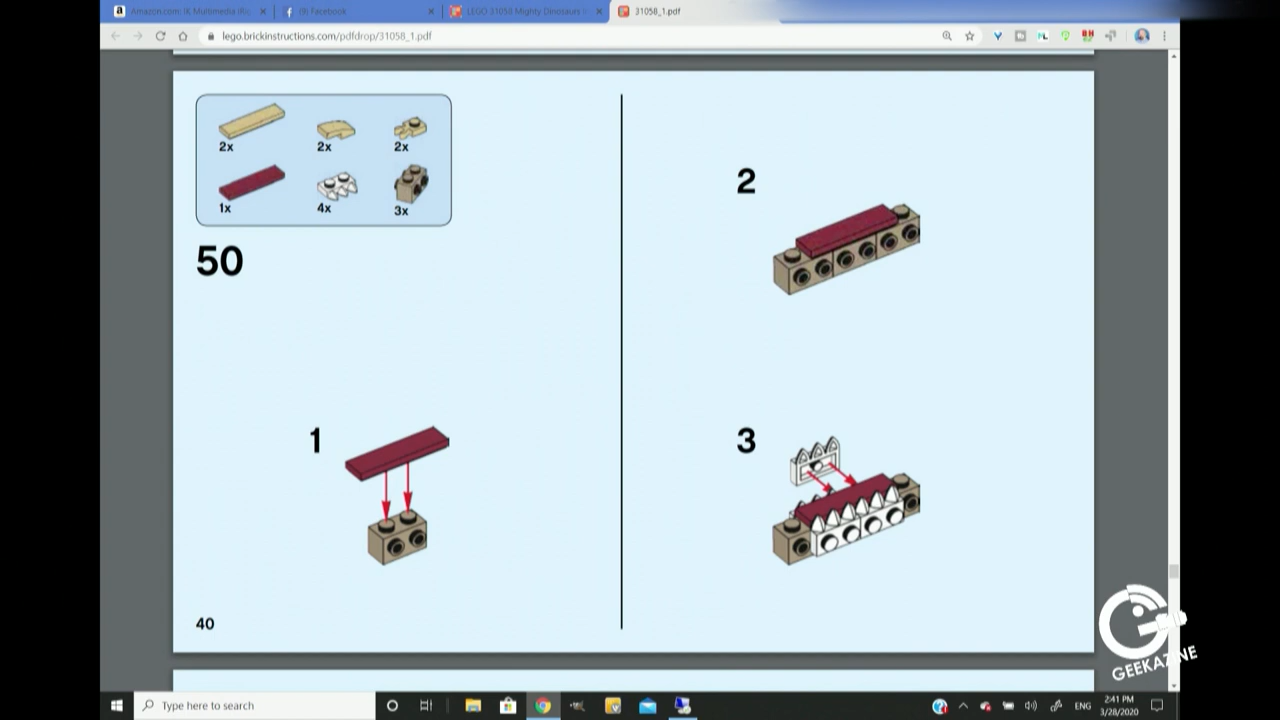 Amazon.com: IK Multimedia iRic
(8) Facebook
LEGO 31058 Mighty Dinosaurs
31058_1.pdf
lego.brickinstructions.com/pdfdrop/31058_1.pdf
2x 2x 2x
1x 4x 3x
50
2
1
3
40
GEEKAZINE
Type here to search
ENG
2:41 PM
3/28/2020